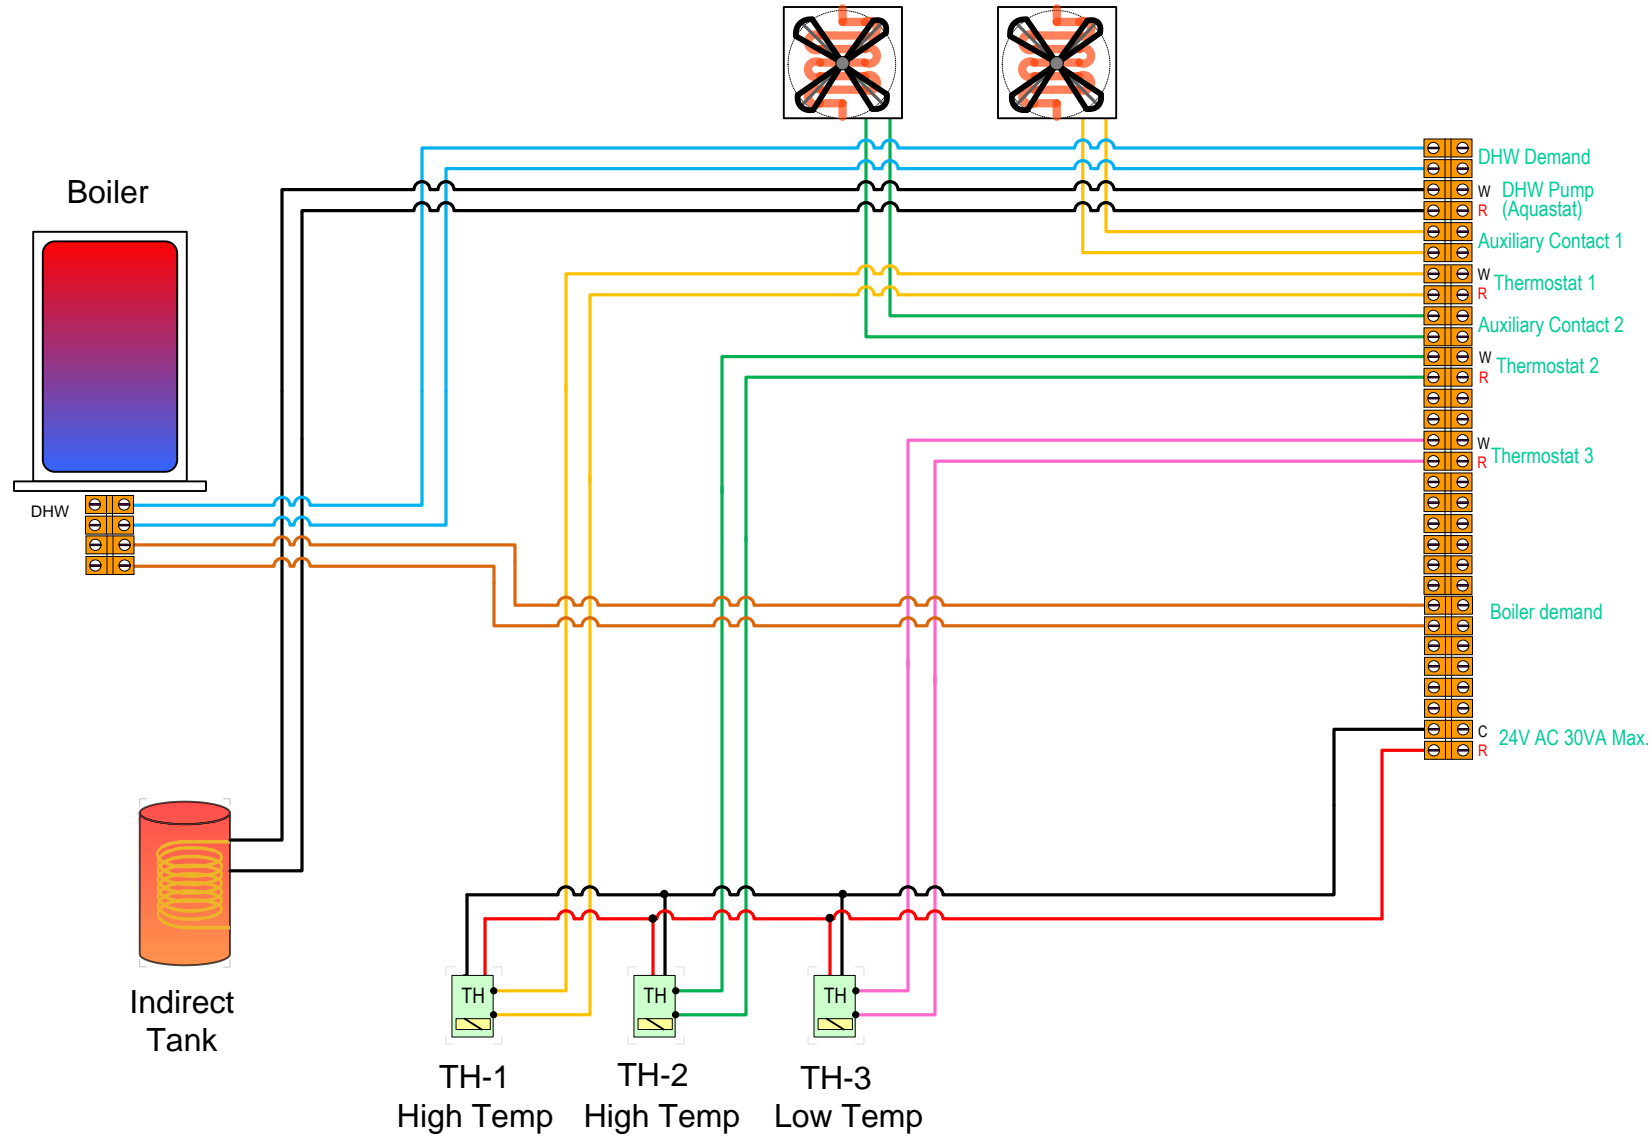 Boiler
DHW
Indirect
Tank
TH
TH
TH
TH-1
High Temp
TH-2
High Temp
TH-3
Low Temp
DHW Demand
W DHW Pump
R (Aquastat)
Auxiliary Contact 1
W
Thermostat 1
R
Auxiliary Contact 2
W
Thermostat 2
R
W
Thermostat 3
R
Boiler demand
C
24V AC 30VA Max.
R